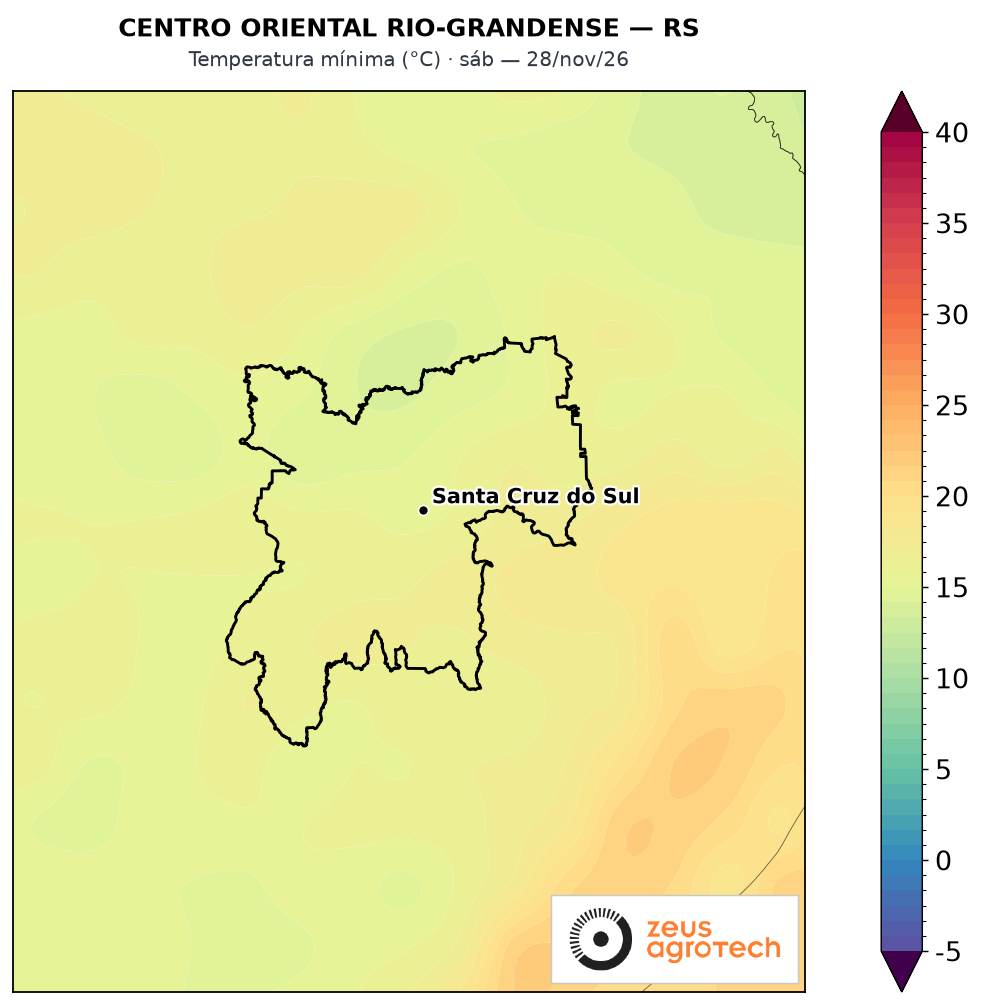 CENTRO ORIENTAL RIO-GRANDENSE — RS
Temperatura mínima (°C) · sáb — 28/nov/26
40
35
30
25
20
15
10
5
0
-5
Santa Cruz do Sul
zeus
agrotech